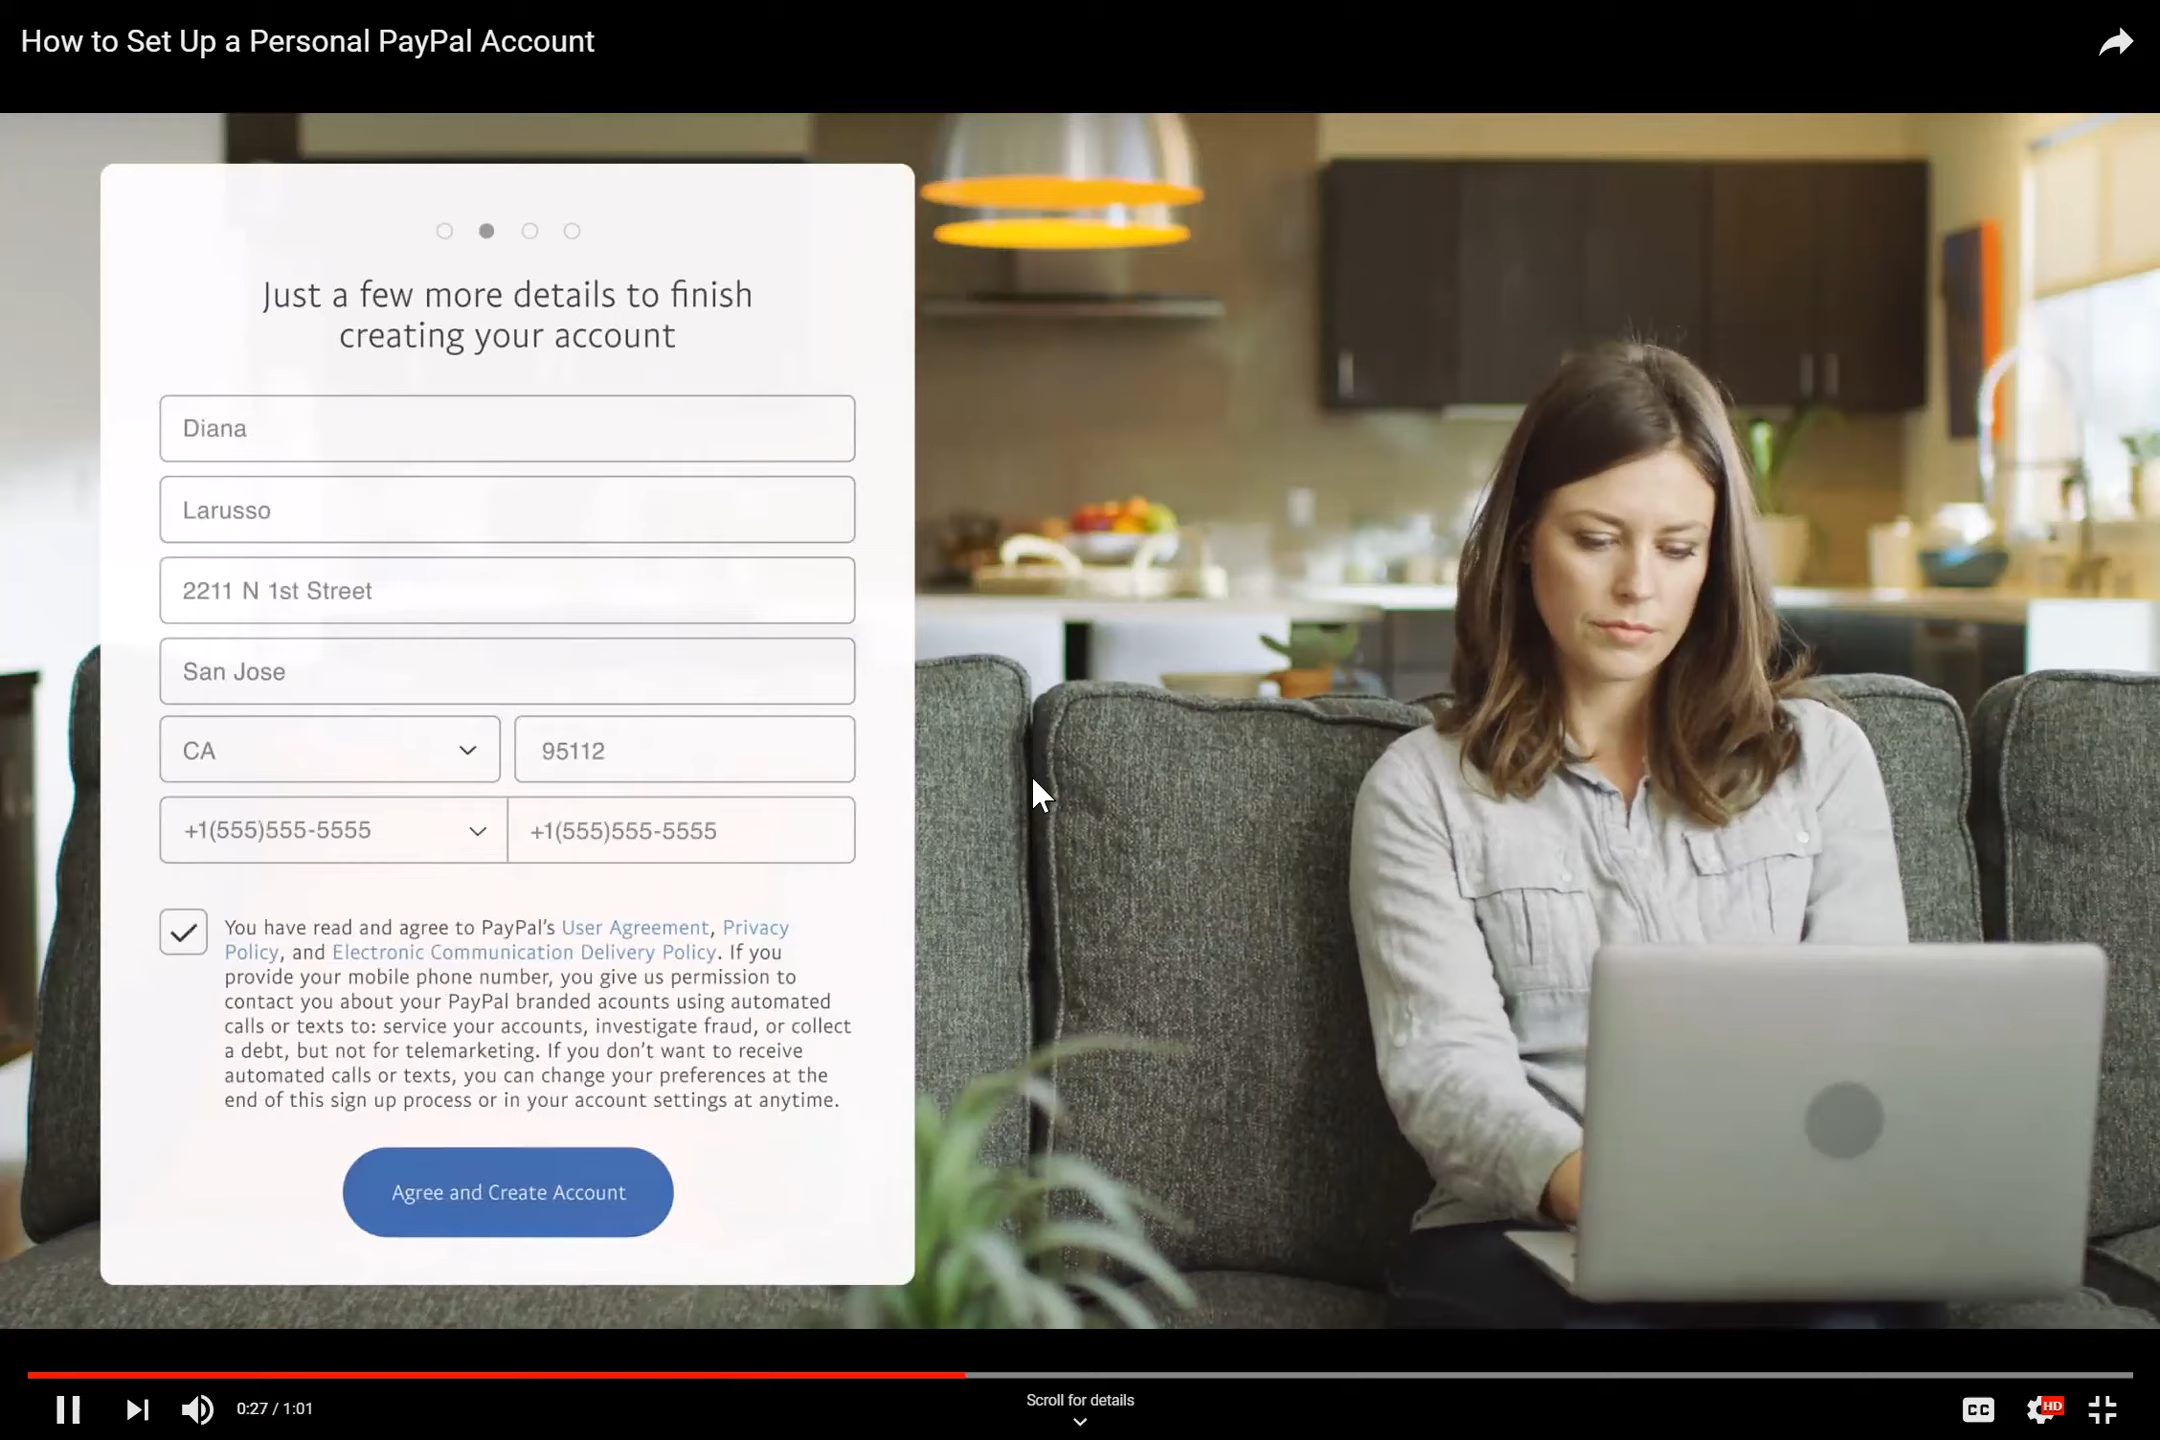 How to Set Up a Personal PayPal Account
Just a few more details to finish
creating your account
Diana
Larusso
2211 N 1st Street
San Jose
CA
95112
+1(555)555-5555
+1(555)555-5555
You have read and agree to PayPal's User Agreement, Privacy
Policy, and Electronic Communication Delivery Policy. If you
provide your mobile phone number, you give us permission to
contact you about your PayPal branded acounts using automated
calls or texts to: service your accounts, investigate fraud, or collect
a debt, but not for telemarketing. If you don't want to receive
automated calls or texts, you can change your preferences at the
end of this sign up process or in your account settings at anytime.
Agree and Create Account
0:27 / 1:01
Scroll for details
CC
HD